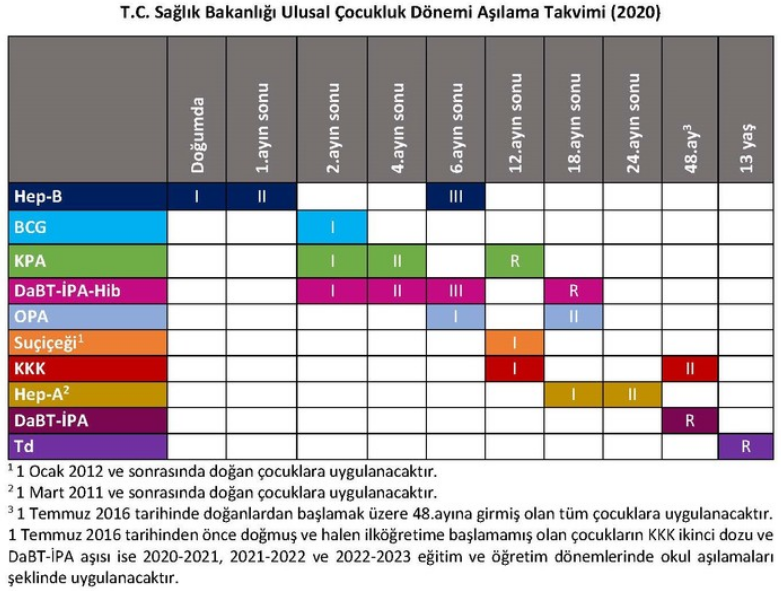 T.C. Sağlık Bakanlığı Ulusal Çocukluk Dönemi Aşılama Takvimi (2020)
Doğumda 1.ayın sonu 2.ayın sonu 4.ayın sonu 6.ayın sonu 12.ayın sonu 18.ayın sonu 24.ayın sonu 48.ay³ 13 yaş
Hep-B I II III
BCG I
KPA I II R
DaBT-İPA-Hib I II III R
OPA I II
Suçiçeği¹ I
KKK I II
Hep-A² I II
DaBT-İPA R
Td R
¹ 1 Ocak 2012 ve sonrasında doğan çocuklara uygulanacaktır.
² 1 Mart 2011 ve sonrasında doğan çocuklara uygulanacaktır.
³ 1 Temmuz 2016 tarihinde doğanlardan başlamak üzere 48.ayına girmiş olan tüm çocuklara uygulanacaktır.
1 Temmuz 2016 tarihinden önce doğmuş ve halen ilköğretime başlamamış olan çocukların KKK ikinci dozu ve
DaBT-İPA aşısı ise 2020-2021, 2021-2022 ve 2022-2023 eğitim ve öğretim dönemlerinde okul aşılamaları
şeklinde uygulanacaktır.